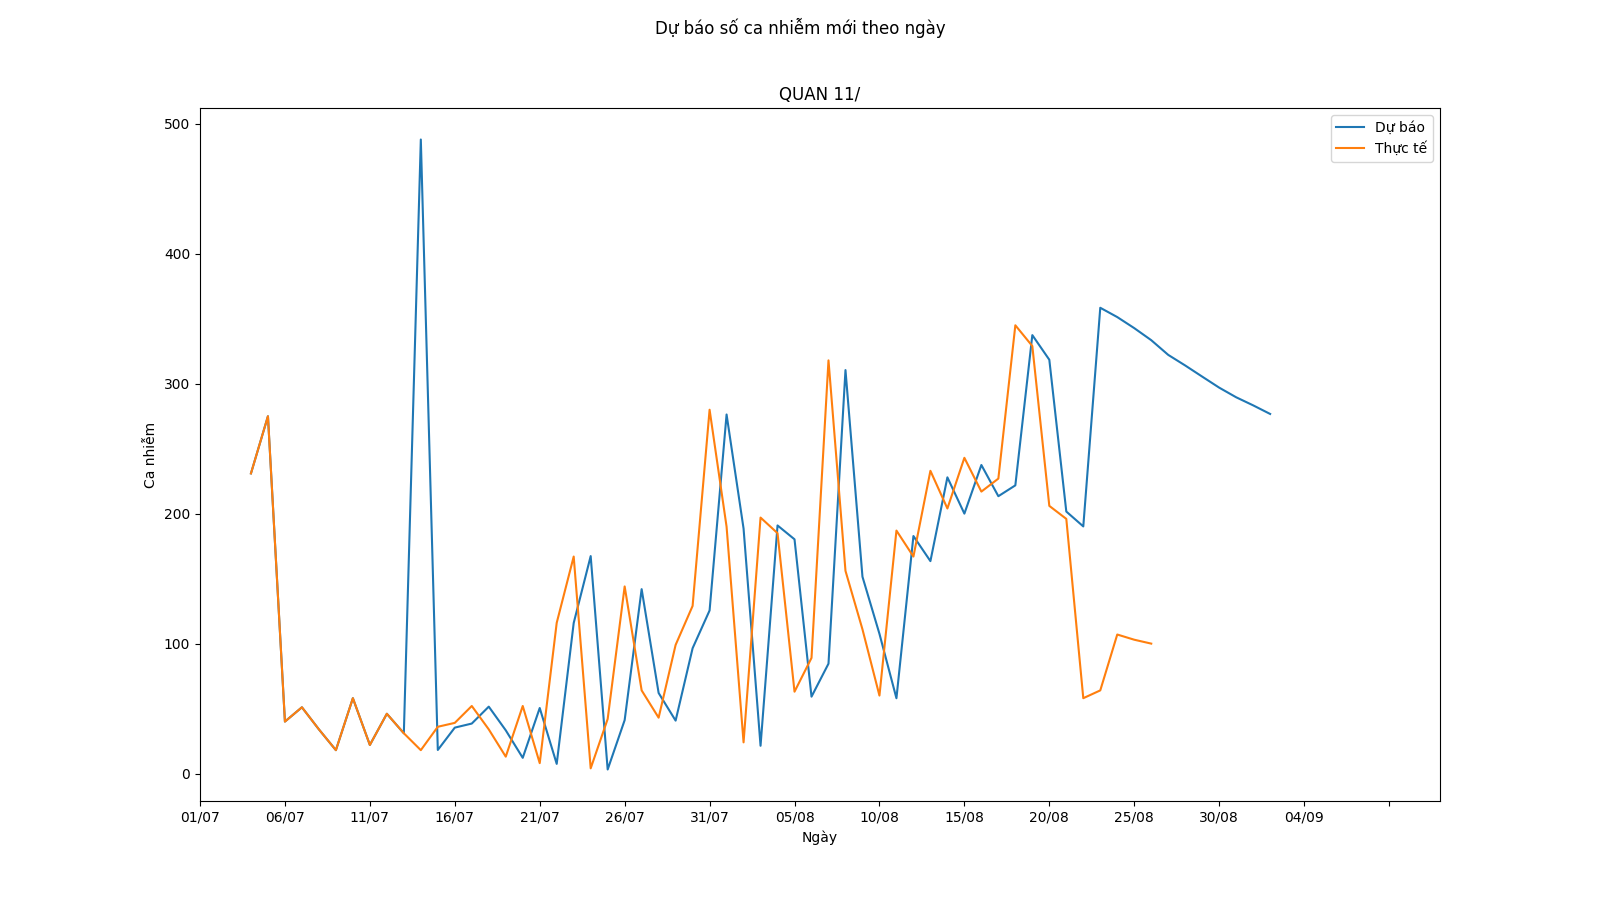 Dự báo số ca nhiễm mới theo ngày
QUAN 11/
Dự báo
Thực tế
500
400
300
200
100
0
Ca nhiễm
01/07 06/07 11/07 16/07 21/07 26/07 31/07 05/08 10/08 15/08 20/08 25/08 30/08 04/09
Ngày